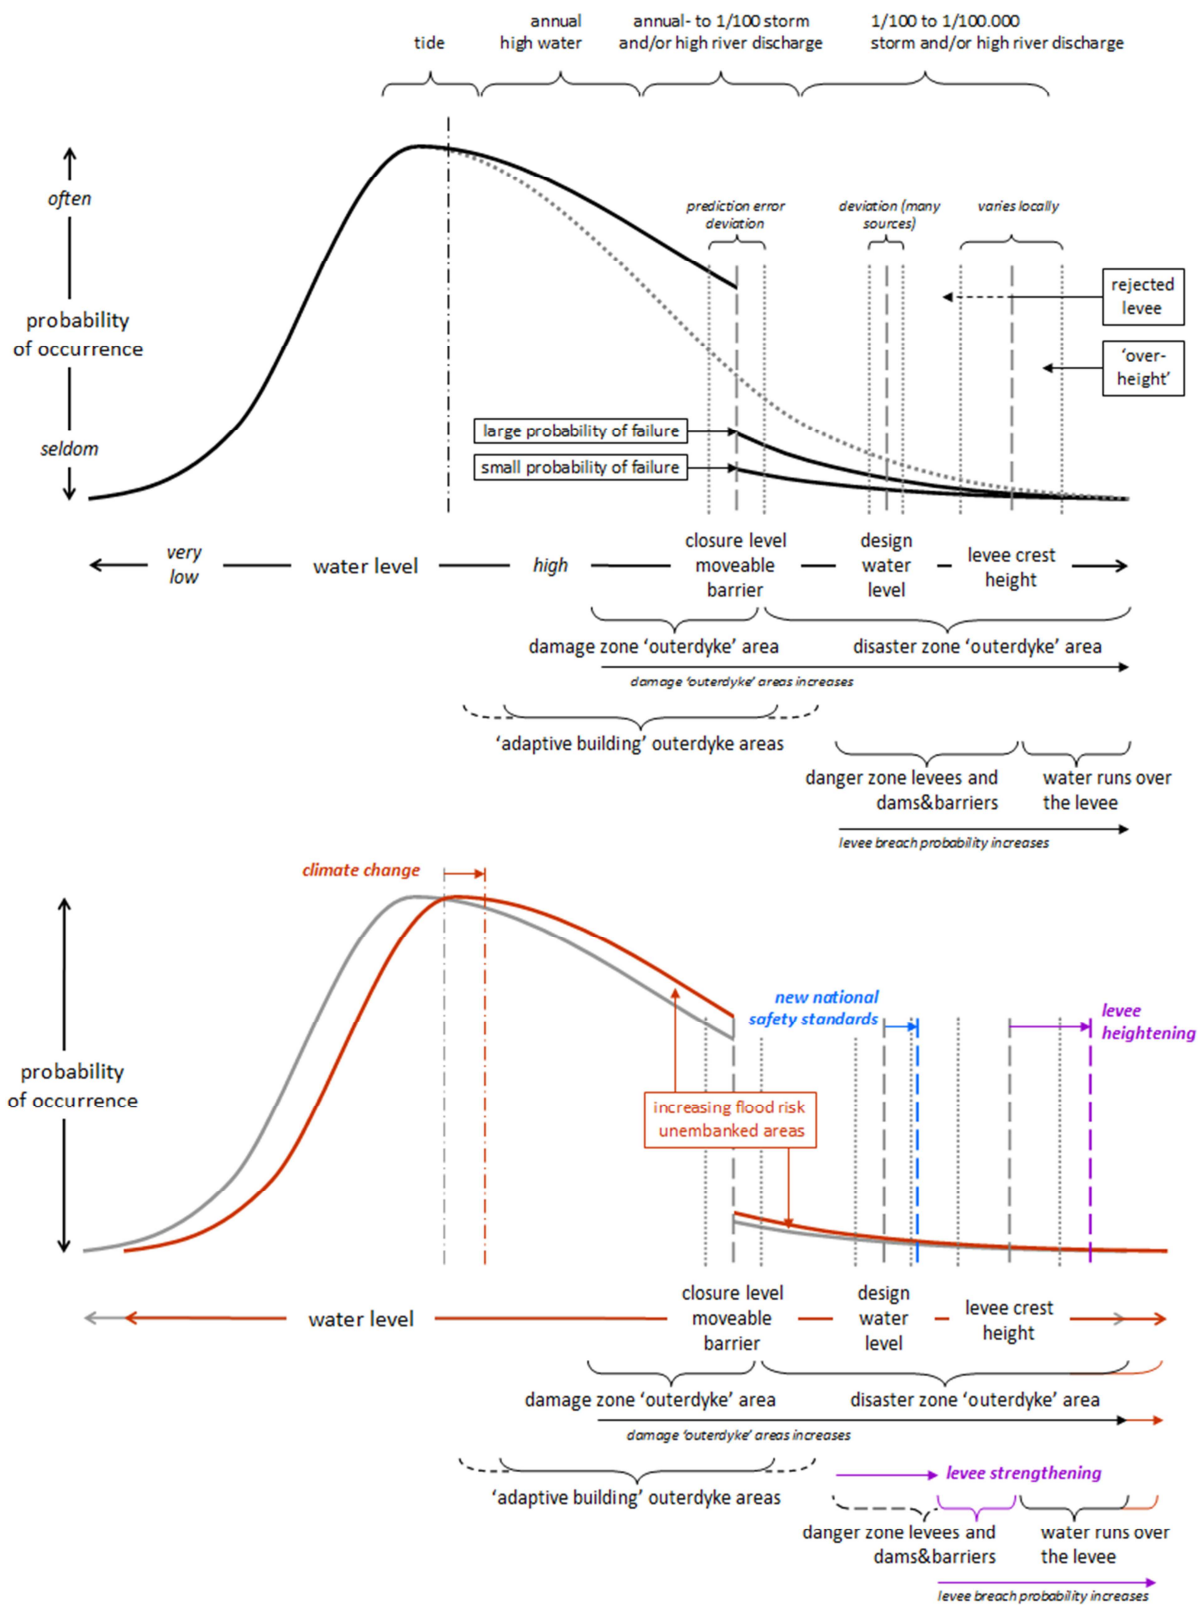 annual
annual- to 1/100 storm
1/100 to 1/100.000
tide
high water
and/or high river discharge
storm and/or high river discharge
often
prediction error
deviation
deviation (many
sources)
varies locally
rejected
levee
probability
of occurrence
'over-
height'
large probability of failure
seldom
small probability of failure
very
low
water level
high
closure level
moveable
barrier
design
water
level
levee crest
height
damage zone 'outerdyke' area
disaster zone 'outerdyke' area
damage 'outerdyke' areas increases
'adaptive building' outerdyke areas
danger zone levees and
dams&barriers
water runs over
the levee
levee breach probability increases
climate change
new national
safety standards
levee
heightening
probability
of occurrence
increasing flood risk
unembanked areas
water level
closure level
moveable
barrier
design
water
level
levee crest
height
damage zone 'outerdyke' area
disaster zone 'outerdyke' area
damage 'outerdyke' areas increases
levee strengthening
'adaptive building' outerdyke areas
danger zone levees and
dams&barriers
water runs over
the levee
levee breach probability increases